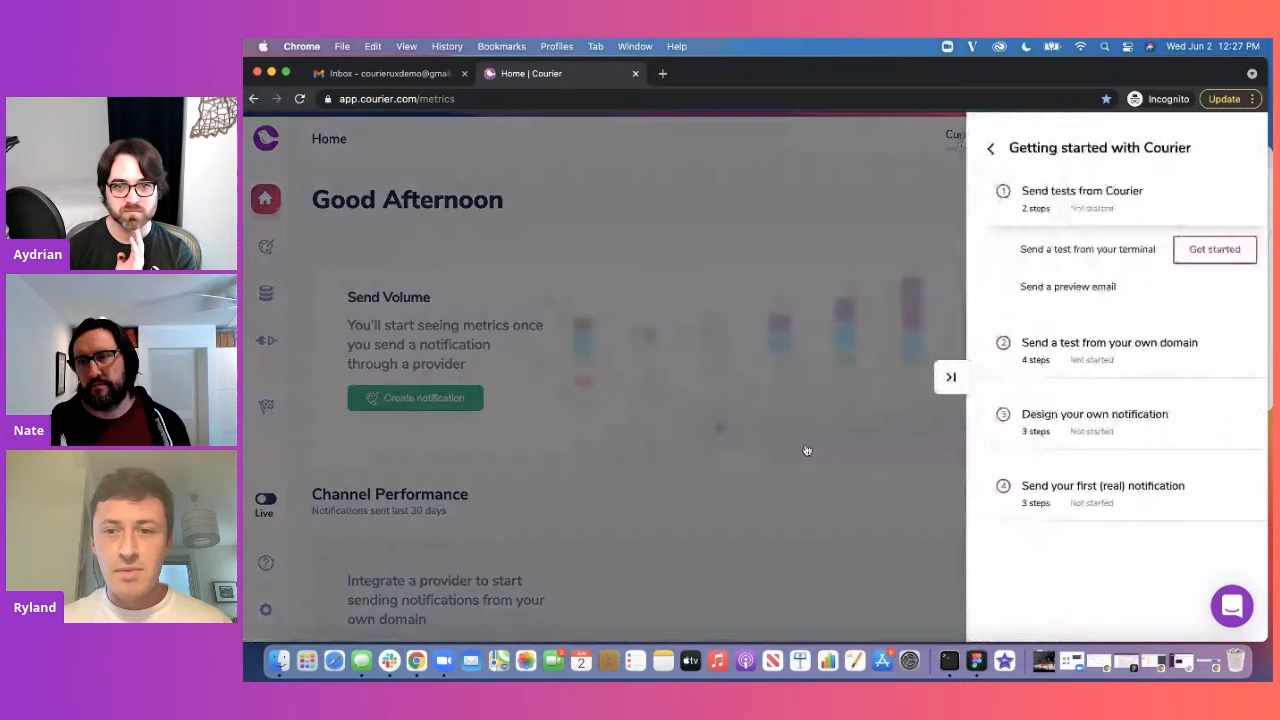 Chrome File Edit View History Bookmarks Profiles Tab Window Help
Wed Jun 2 12:27 PM
Inbox - courieruxdemo@gmai
Home | Courier
app.courier.com/metrics
Incognito
Update
Home
Good Afternoon
Send Volume
You'll start seeing metrics once
you send a notification
through a provider
Create notification
Live
Channel Performance
Notifications sent last 30 days
Integrate a provider to start
sending notifications from your
own domain
Getting started with Courier
1 Send tests from Courier
2 steps Not started
Send a test from your terminal
Get started
Send a preview email
2 Send a test from your own domain
4 steps Not started
3 Design your own notification
3 steps Not started
4 Send your first (real) notification
3 steps Not started
Aydrian
Nate
Ryland
tv
2